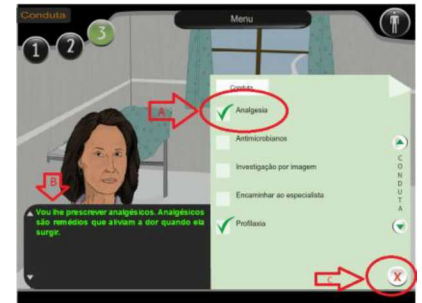 Conduta
Menu
1 2 3
Conduta
A
Analgesia
Antimicrobianos
Investigação por imagem
Encaminhar ao especialista
Profilaxia
CONDUTA
B
Vou lhe prescrever analgésicos. Analgésicos
são remédios que aliviam a dor quando ela
surgir.
C
X